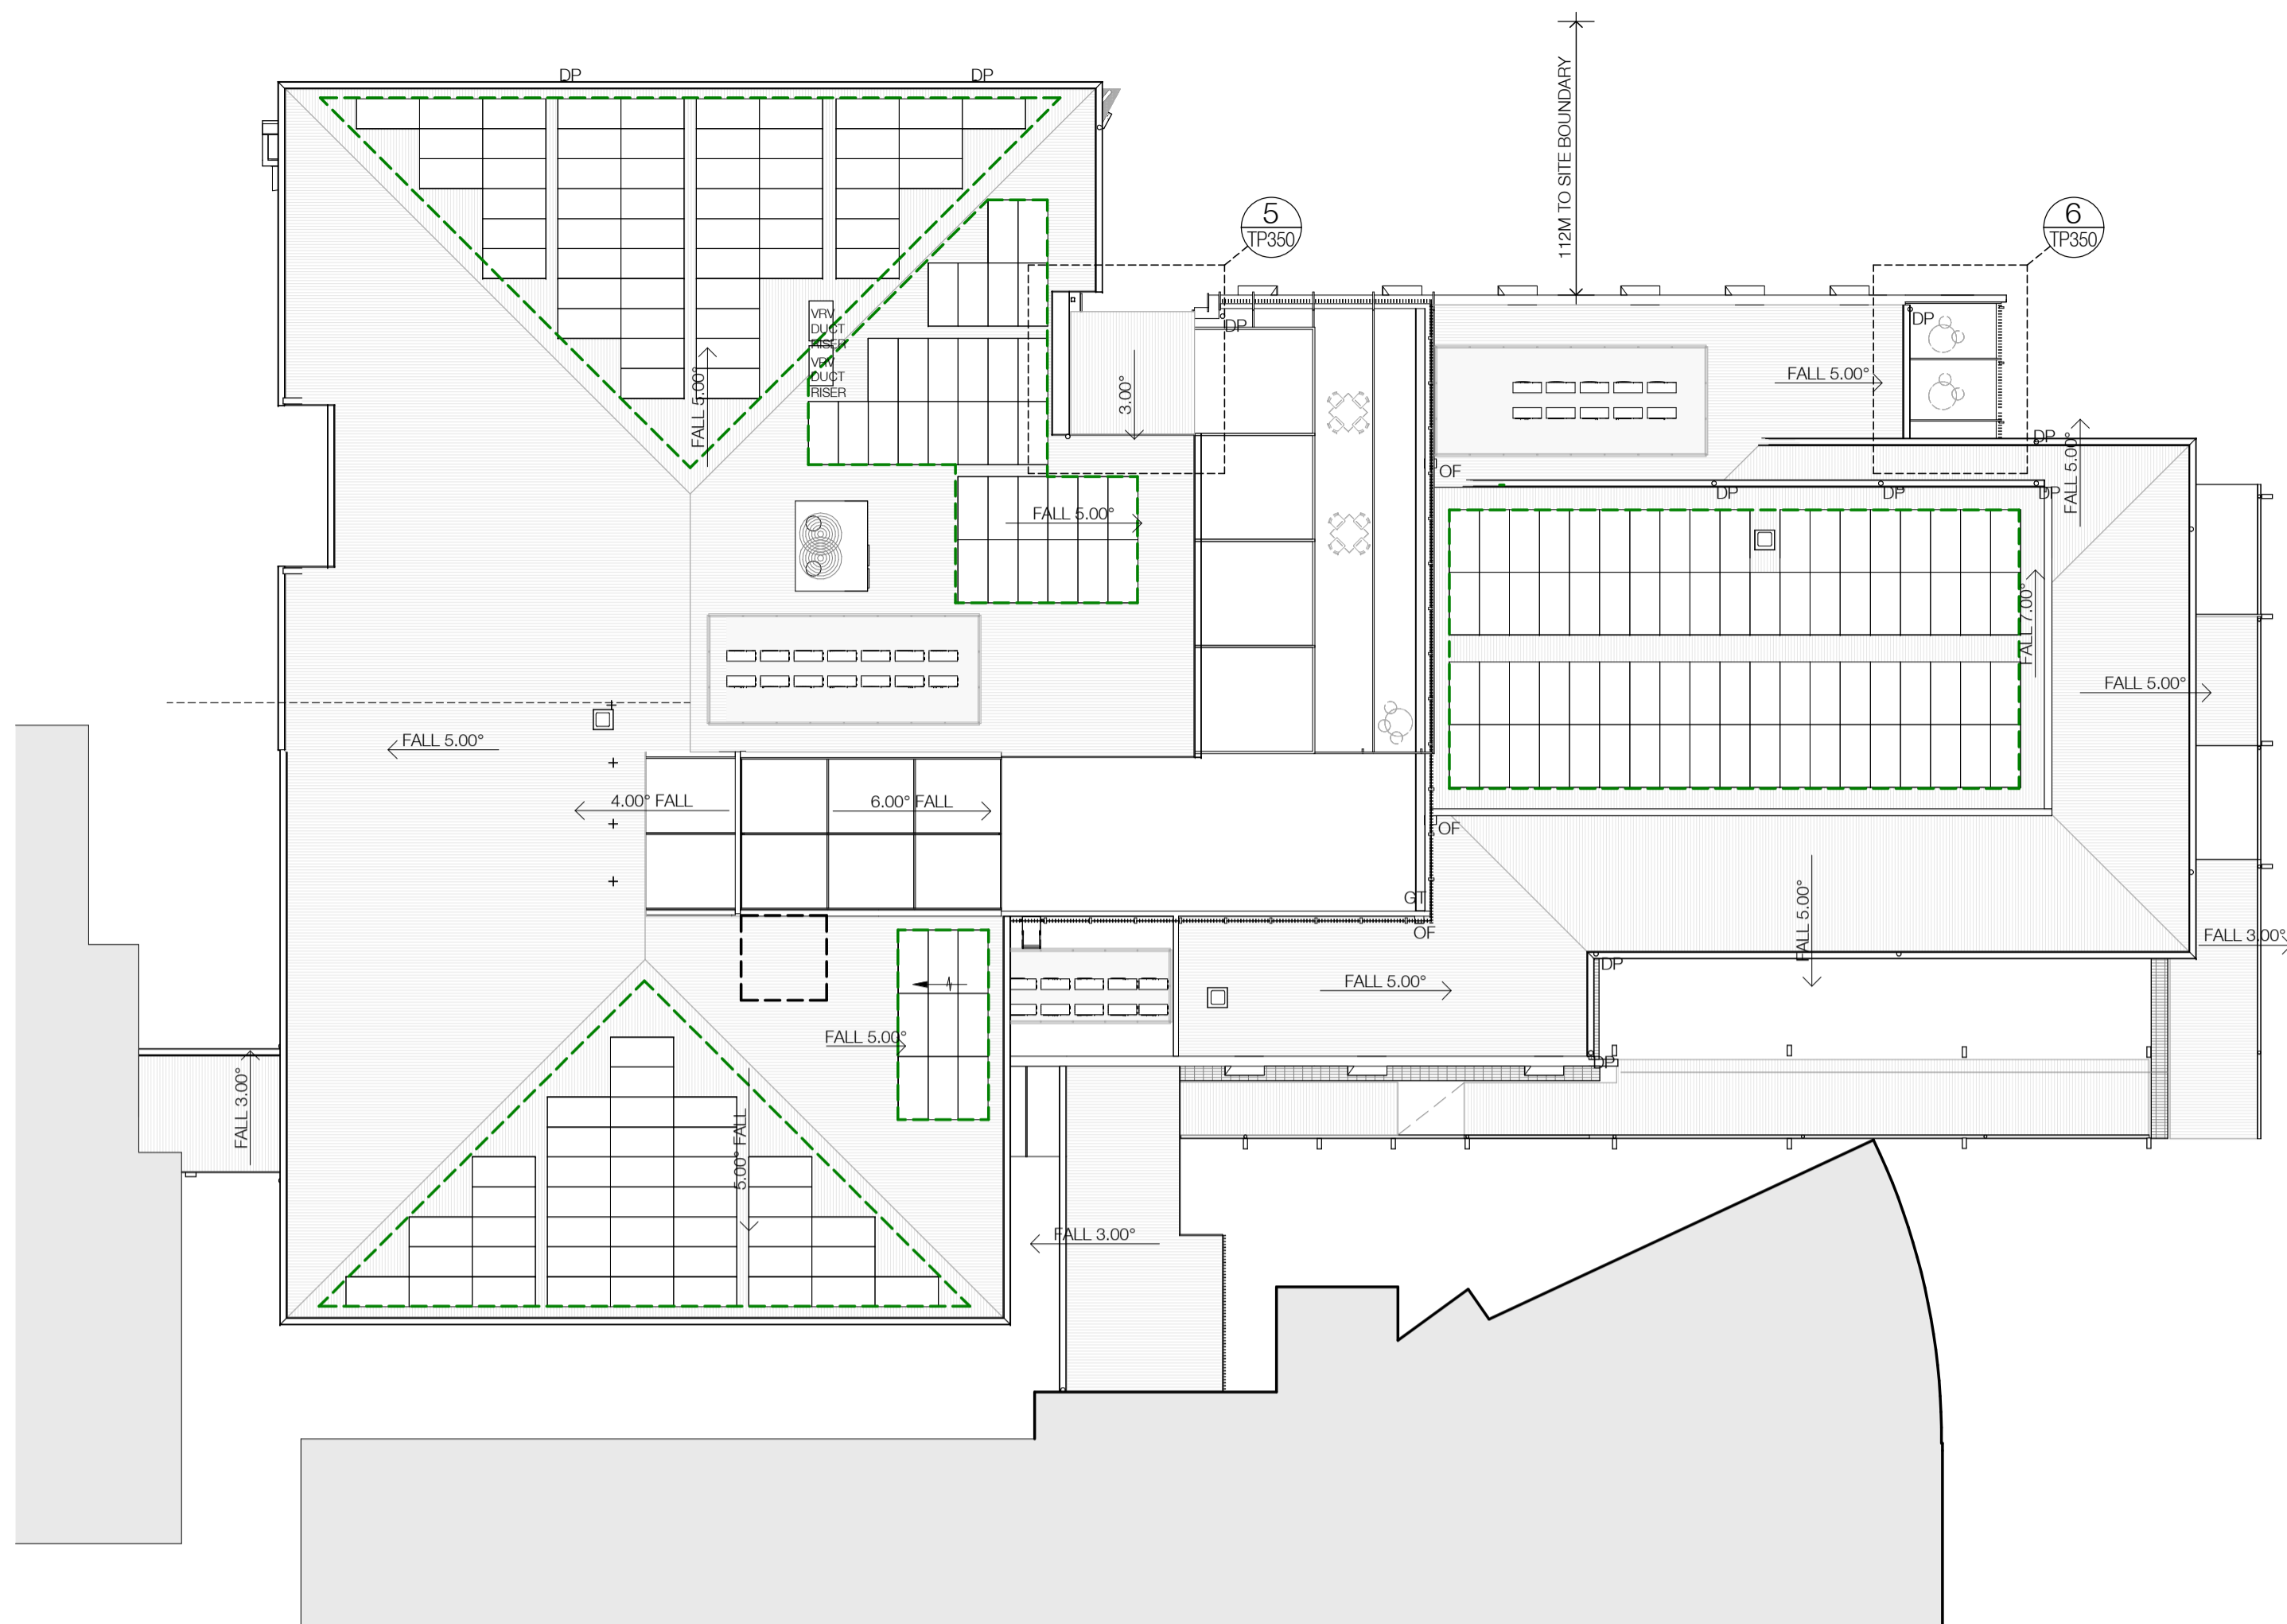 DP
DP
112M TO SITE BOUNDARY
5
TP350
6
TP350
VRV
DUCT
RISER
VRV
DUCT
RISER
FALL 5.00°
3.00°
DP
DP
FALL 5.00°
DP
FALL 5.00°
OF
DP
DP
DP
FALL 5.00°
FALL 7.00°
FALL 5.00°
FALL 5.00°
4.00° FALL
6.00° FALL
OF
GT
OF
FALL 5.00°
FALL 3.00°
DP
FALL 5.00°
FALL 5.00°
DP
FALL 3.00°
5.00° FALL
FALL 3.00°